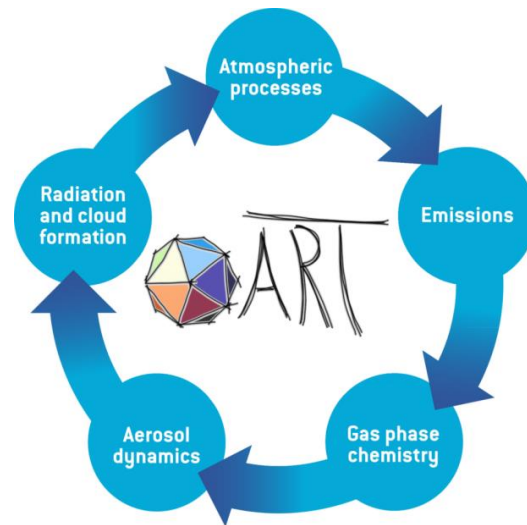 Atmospheric
processes
Emissions
Gas phase
chemistry
Aerosol
dynamics
Radiation
and cloud
formation
ART